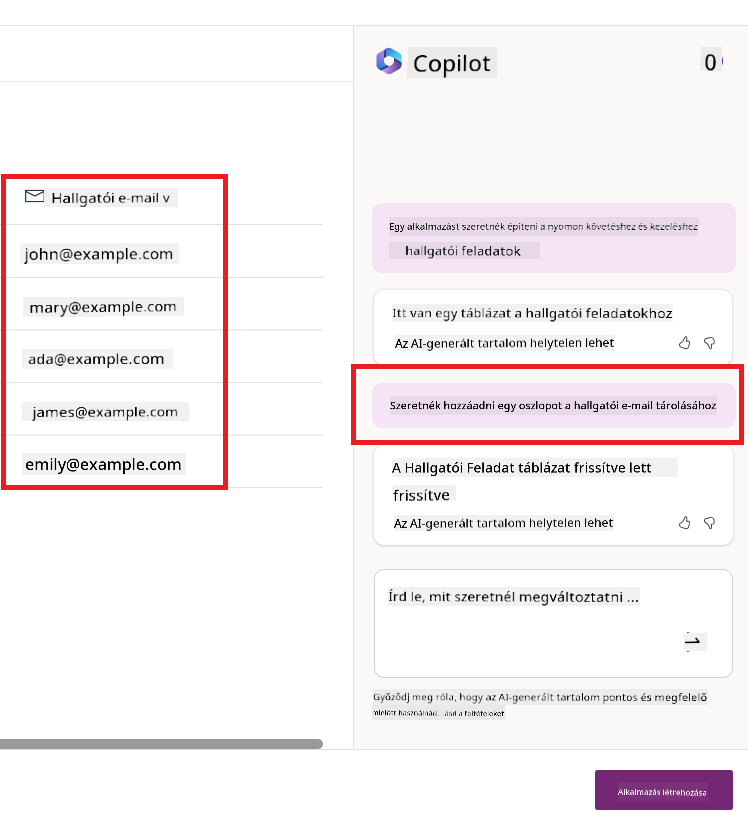 Copilot
0
Hallgatói e-mail v
john@example.com
mary@example.com
ada@example.com
james@example.com
emily@example.com
Egy alkalmazást szeretnék építeni a nyomon követéshez és kezeléshez
hallgatói feladatok
Itt van egy táblázat a hallgatói feladatokhoz
Az AI-generált tartalom helytelen lehet
Szeretnék hozzáadni egy oszlopot a hallgatói e-mail tárolásához
A Hallgatói Feladat táblázat frissítve lett
frissítve
Az AI-generált tartalom helytelen lehet
Írd le, mit szeretnél megváltoztatni ...
Győződj meg róla, hogy az AI-generált tartalom pontos és megfelelő
mielőtt használnád. a feltételeket
Alkalmazás létrehozása